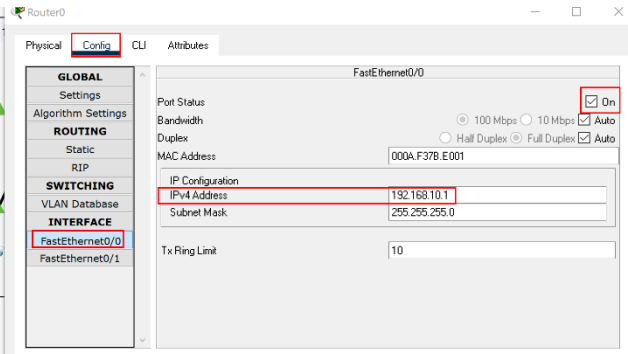 Router0
Physical Config CLI Attributes
GLOBAL
Settings
Algorithm Settings
ROUTING
Static
RIP
SWITCHING
VLAN Database
INTERFACE
FastEthernet0/0
FastEthernet0/1
FastEthernet0/0
Port Status On
Bandwidth 100 Mbps 10 Mbps Auto
Duplex Half Duplex Full Duplex Auto
MAC Address 000A.F37B.E001
IP Configuration
IPv4 Address 192.168.10.1
Subnet Mask 255.255.255.0
Tx Ring Limit 10